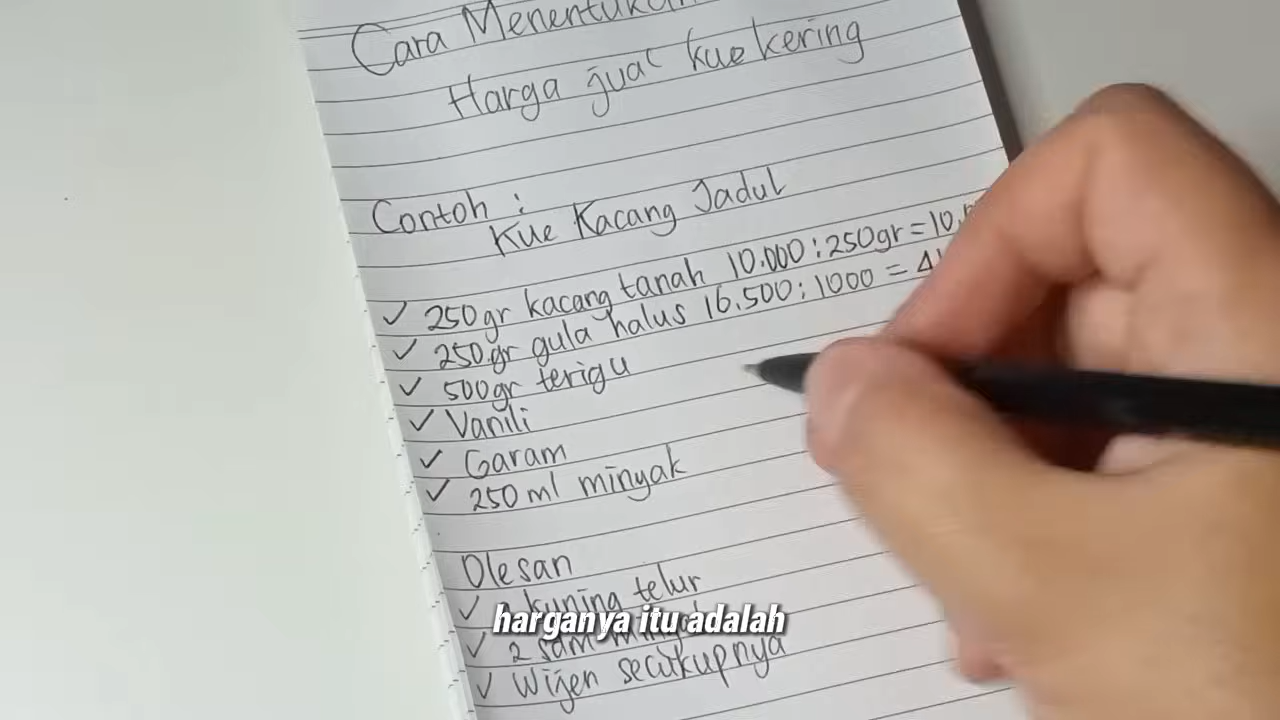 Cara Menentukan
Harga jual kue kering
Contoh :
Kue Kacang Jadul
✓ 250gr kacang tanah 10.000 : 250gr = 10.
✓ 250gr gula halus 16.500 : 1000 =
✓ 500gr terigu
✓ Vanili
✓ Garam
✓ 250 ml minyak
Olesan
✓ kuning telur
harganya itu adalah
✓ 2 sdm
✓ Wijen secukupnya